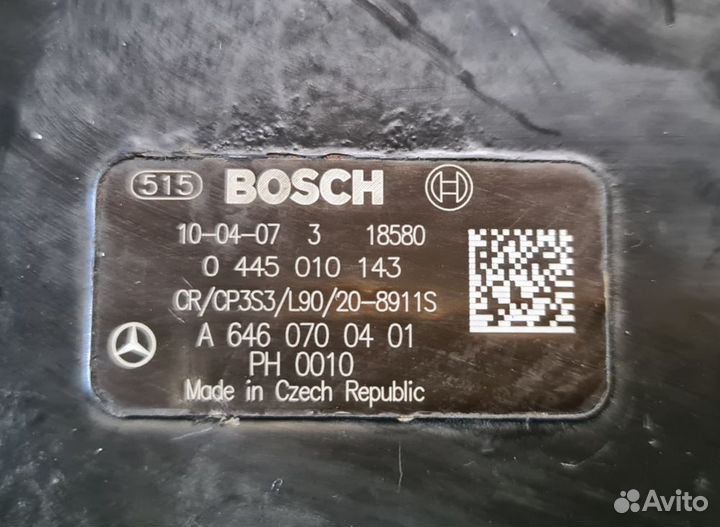 515 BOSCH
10-04-07 3 18580
0 445 010 143
CR/CP3S3/L90/20-8911S
A 646 070 04 01
PH 0010
Made in Czech Republic
Avito